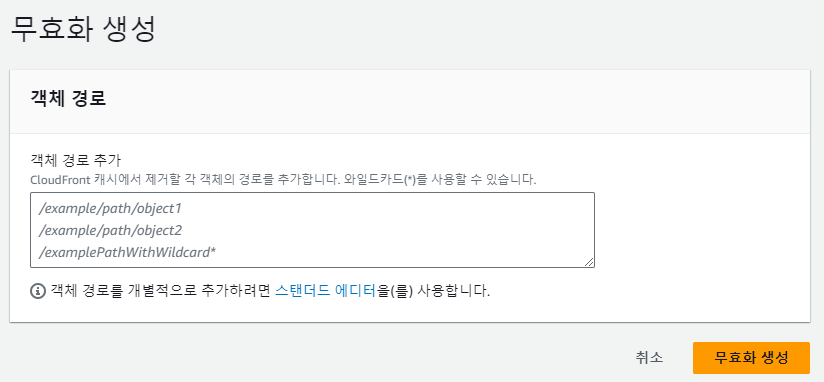 무효화 생성
객체 경로
객체 경로 추가
CloudFront 캐시에서 제거할 각 객체의 경로를 추가합니다. 와일드카드(*)를 사용할 수 있습니다.
/example/path/object1
/example/path/object2
/examplePathWithWildcard*
객체 경로를 개별적으로 추가하려면 스탠더드 에디터을(를) 사용합니다.
취소
무효화 생성